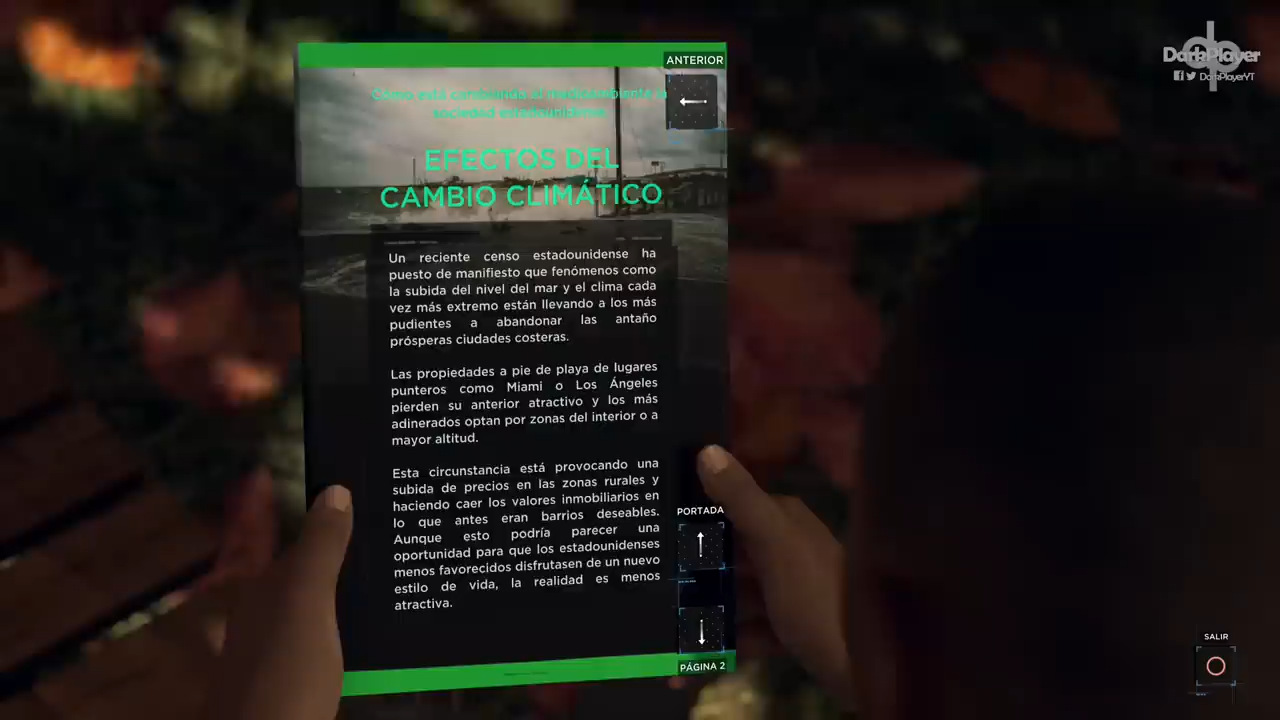 DarkPlayer
DarkPlayerYT
ANTERIOR
Cómo está cambiando el medioambiente la
sociedad estadounidense
EFECTOS DEL
CAMBIO CLIMÁTICO
Un reciente censo estadounidense ha
puesto de manifiesto que fenómenos como
la subida del nivel del mar y el clima cada
vez más extremo están llevando a los más
pudientes a abandonar las antaño
prósperas ciudades costeras.
Las propiedades a pie de playa de lugares
punteros como Miami o Los Ángeles
pierden su anterior atractivo y los más
adinerados optan por zonas del interior o a
mayor altitud.
Esta circunstancia está provocando una
subida de precios en las zonas rurales y
haciendo caer los valores inmobiliarios en
lo que antes eran barrios deseables.
Aunque esto podría parecer una
oportunidad para que los estadounidenses
menos favorecidos disfrutasen de un nuevo
estilo de vida, la realidad es menos
atractiva.
PORTADA
PÁGINA 2
SALIR